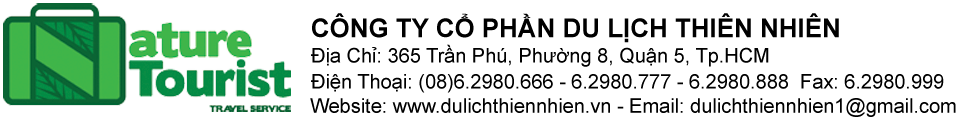 Nature
Tourist
TRAVEL SERVICE
CÔNG TY CỔ PHẦN DU LỊCH THIÊN NHIÊN
Địa Chỉ: 365 Trần Phú, Phường 8, Quận 5, Tp.HCM
Điện Thoại: (08)6.2980.666 - 6.2980.777 - 6.2980.888 Fax: 6.2980.999
Website: www.dulichthiennhien.vn - Email: dulichthiennhien1@gmail.com